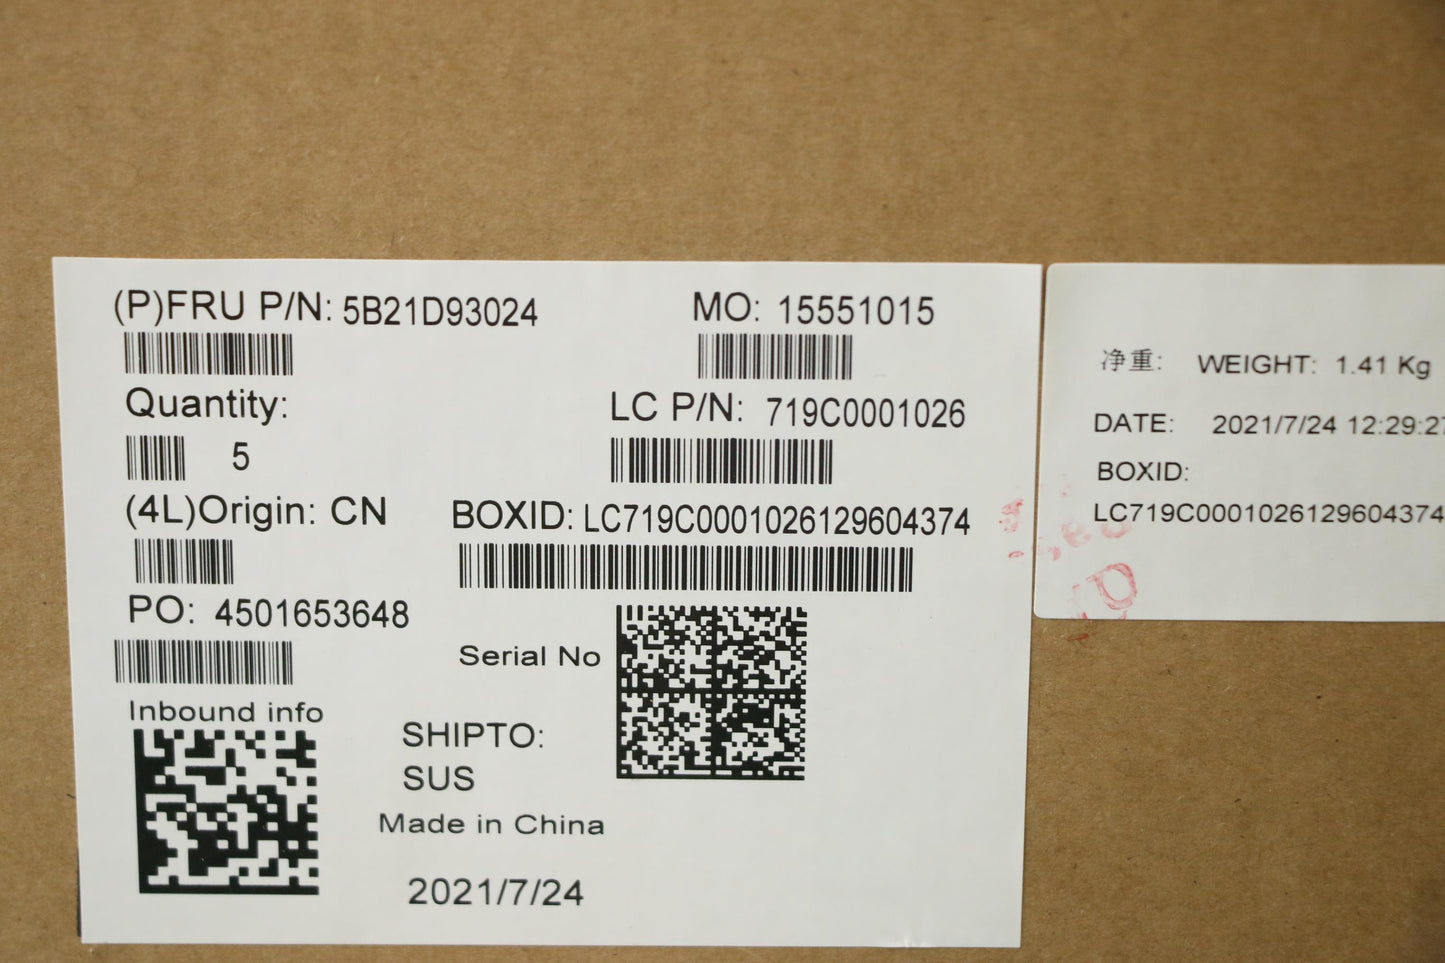 (P)FRU P/N: 5B21D93024
MO: 15551015
Quantity:
5
LC P/N: 719C0001026
(4L)Origin: CN
BOXID: LC719C0001026129604374
PO: 4501653648
Serial No
Inbound info
SHIPTO:
SUS
Made in China
2021/7/24
净重: WEIGHT: 1.41 Kg
DATE: 2021/7/24 12:29:27
BOXID:
LC719C0001026129604374